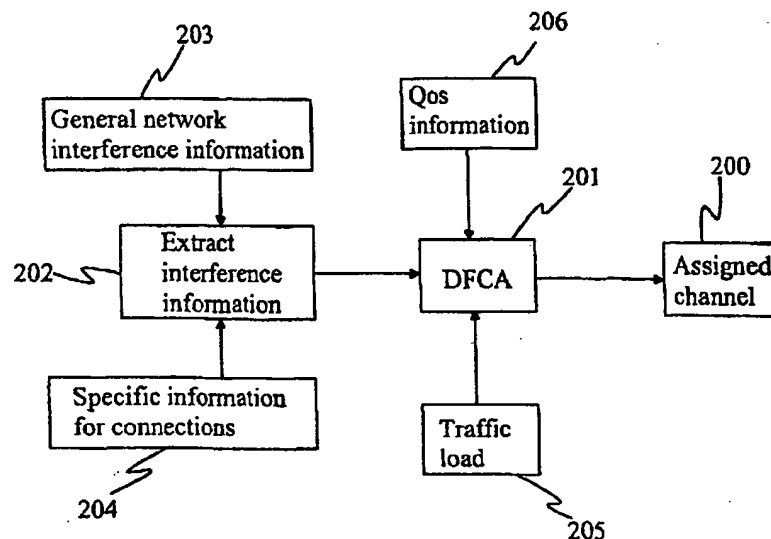 203
General network
interference information
206
Qos
information
201
200
202
Extract
interference
information
DFCA
Assigned
channel
Specific information
for connections
204
Traffic
load
205